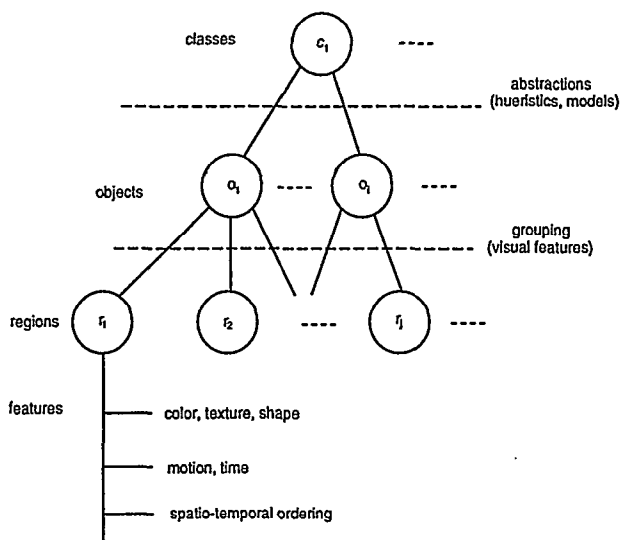 classes
c₁
abstractions
(hueristics, models)
objects
o₁
oᵢ
grouping
(visual features)
regions
r₁
r₂
rⱼ
features
color, texture, shape
motion, time
spatio-temporal ordering